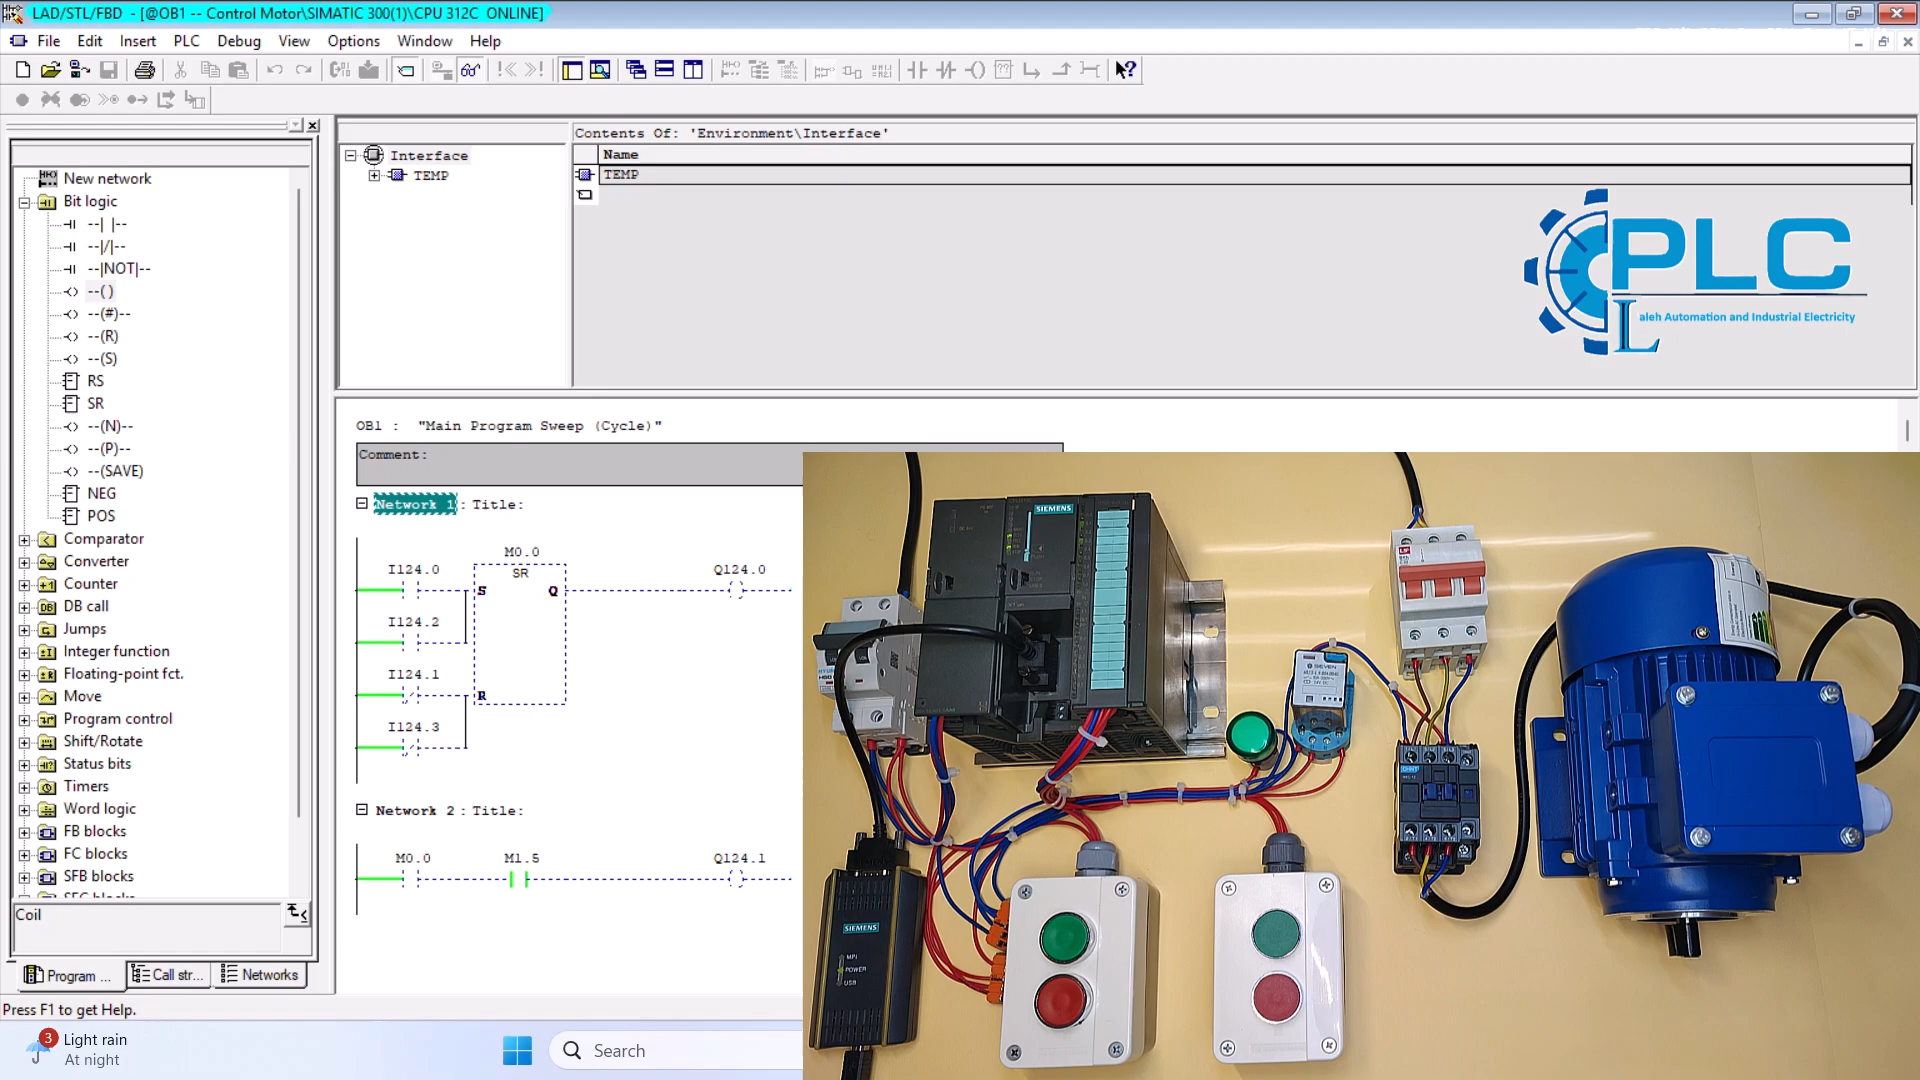 LAD/STL/FBD - [@OB1 -- Control Motor\SIMATIC 300(1)\CPU 312C ONLINE]
File Edit Insert PLC Debug View Options Window Help
New network
Bit logic
--| |--
--|/|--
--|NOT|--
--( )
--(#)--
--(R)
--(S)
RS
SR
--(N)--
--(P)--
--(SAVE)
NEG
POS
Comparator
Converter
Counter
DB call
Jumps
Integer function
Floating-point fct.
Move
Program control
Shift/Rotate
Status bits
Timers
Word logic
FB blocks
FC blocks
SFB blocks
Coil
Program ... Call str... Networks
Press F1 to get Help.
Interface
TEMP
Contents Of: 'Environment\Interface'
Name
TEMP
PLC
Laleh Automation and Industrial Electricity
OB1 : "Main Program Sweep (Cycle)"
Comment:
Network 1 : Title:
M0.0
I124.0 SR Q124.0
S Q
I124.2
I124.1
R
I124.3
Network 2 : Title:
M0.0 M1.5 Q124.1
SIEMENS
SIEMENS
MPI
POWER
USB
3
Light rain
At night
Search